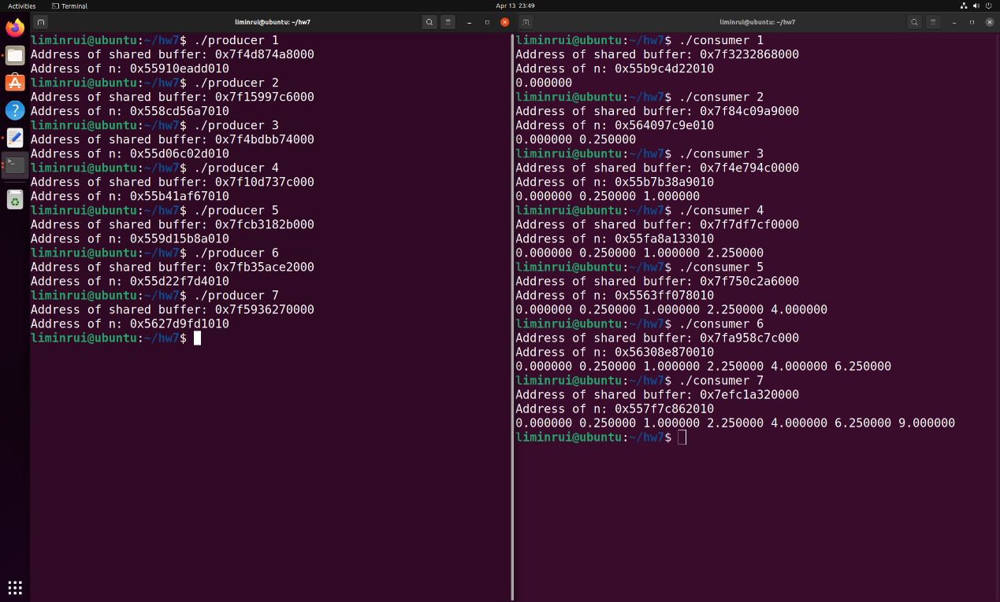 Activities Terminal Apr 13 23:49
liminrui@ubuntu: ~/hw7
liminrui@ubuntu:~/hw7$ ./producer 1
Address of shared buffer: 0x7f4d874a8000
Address of n: 0x55910eadd010
liminrui@ubuntu:~/hw7$ ./producer 2
Address of shared buffer: 0x7f15997c6000
Address of n: 0x558cd56a7010
liminrui@ubuntu:~/hw7$ ./producer 3
Address of shared buffer: 0x7f4bdbb74000
Address of n: 0x55d06c02d010
liminrui@ubuntu:~/hw7$ ./producer 4
Address of shared buffer: 0x7f10d737c000
Address of n: 0x55b41af67010
liminrui@ubuntu:~/hw7$ ./producer 5
Address of shared buffer: 0x7fcb3182b000
Address of n: 0x559d15b8a010
liminrui@ubuntu:~/hw7$ ./producer 6
Address of shared buffer: 0x7fb35ace2000
Address of n: 0x55d22f7d4010
liminrui@ubuntu:~/hw7$ ./producer 7
Address of shared buffer: 0x7f5936270000
Address of n: 0x5627d9fd1010
liminrui@ubuntu:~/hw7$
liminrui@ubuntu: ~/hw7
liminrui@ubuntu:~/hw7$ ./consumer 1
Address of shared buffer: 0x7f3232868000
Address of n: 0x55b9c4d22010
0.000000
liminrui@ubuntu:~/hw7$ ./consumer 2
Address of shared buffer: 0x7f84c09a9000
Address of n: 0x564097c9e010
0.000000 0.250000
liminrui@ubuntu:~/hw7$ ./consumer 3
Address of shared buffer: 0x7f4e794c0000
Address of n: 0x55b7b38a9010
0.000000 0.250000 1.000000
liminrui@ubuntu:~/hw7$ ./consumer 4
Address of shared buffer: 0x7f7df7cf0000
Address of n: 0x55fa8a133010
0.000000 0.250000 1.000000 2.250000
liminrui@ubuntu:~/hw7$ ./consumer 5
Address of shared buffer: 0x7f750c2a6000
Address of n: 0x5563ff078010
0.000000 0.250000 1.000000 2.250000 4.000000
liminrui@ubuntu:~/hw7$ ./consumer 6
Address of shared buffer: 0x7fa958c7c000
Address of n: 0x56308e870010
0.000000 0.250000 1.000000 2.250000 4.000000 6.250000
liminrui@ubuntu:~/hw7$ ./consumer 7
Address of shared buffer: 0x7efc1a320000
Address of n: 0x557f7c862010
0.000000 0.250000 1.000000 2.250000 4.000000 6.250000 9.000000
liminrui@ubuntu:~/hw7$